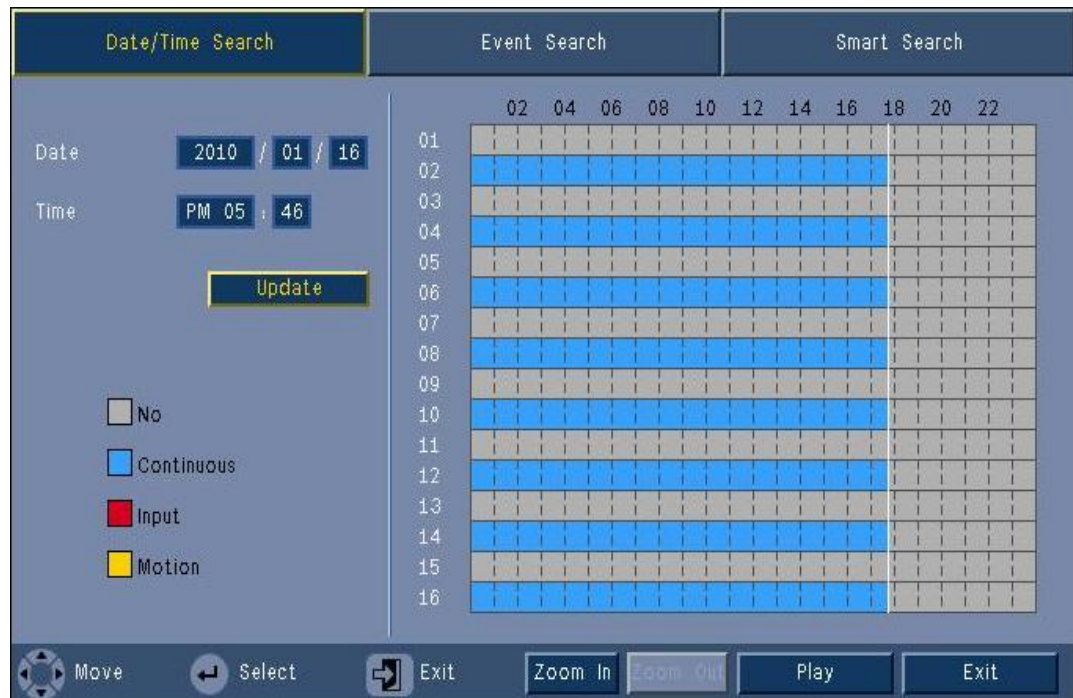 Date/Time Search Event Search Smart Search
02 04 06 08 10 12 14 16 18 20 22
01
Date 2010 / 01 / 16
02
03
Time PM 05 : 46
04
05
Update
06
07
08
09
No
10
11
Continuous
12
13
Input
14
Motion
15
16
Move Select Exit Zoom In Zoom Out Play Exit